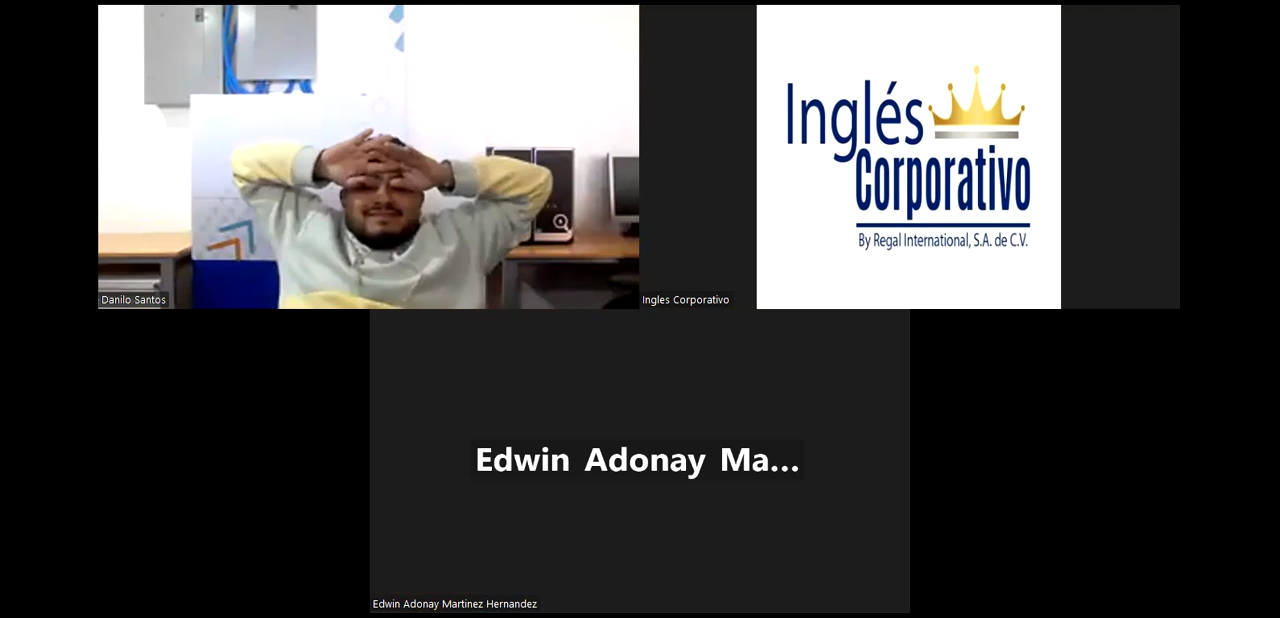 Inglés
Corporativo
By Regal International, S.A. de C.V.
Danilo Santos
Ingles Corporativo
Edwin Adonay Ma...
Edwin Adonay Martinez Hernandez